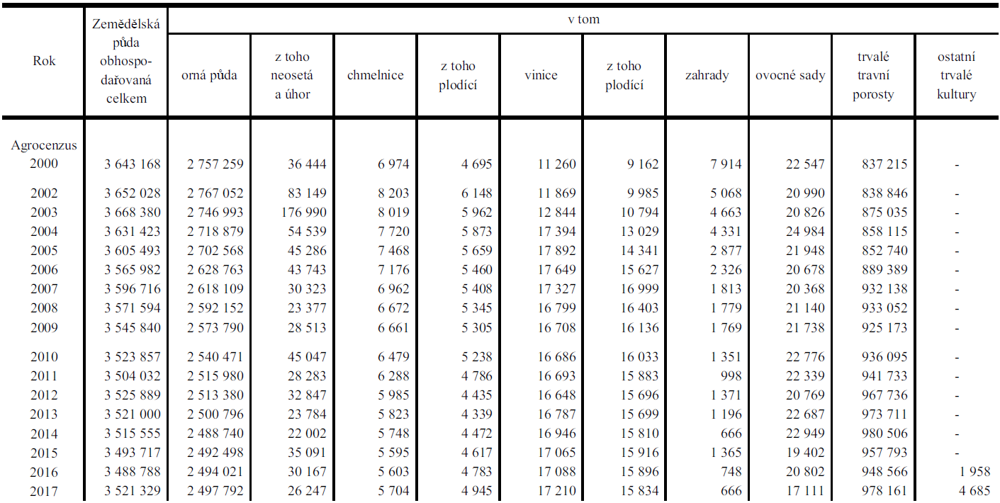 Rok
Zemědělská
půda
obhospo-
dařovaná
celkem
v tom
orná půda
z toho
neosetá
a úhor
chmelnice
z toho
plodící
vinice
z toho
plodící
zahrady
ovocné sady
trvalé
travní
porosty
ostatní
trvalé
kultury
Agrocenzus
2000 3 643 168 2 757 259 36 444 6 974 4 695 11 260 9 162 7 914 22 547 837 215 -
2002 3 652 028 2 767 052 83 149 8 203 6 148 11 869 9 985 5 068 20 990 838 846 -
2003 3 668 380 2 746 993 176 990 8 019 5 962 12 844 10 794 4 663 20 826 875 035 -
2004 3 631 423 2 718 879 54 539 7 720 5 873 17 394 13 029 4 331 24 984 858 115 -
2005 3 605 493 2 702 568 45 286 7 468 5 659 17 892 14 341 2 877 21 948 852 740 -
2006 3 565 982 2 628 763 43 743 7 176 5 460 17 649 15 627 2 326 20 678 889 389 -
2007 3 596 716 2 618 109 30 323 6 962 5 408 17 327 16 999 1 813 20 368 932 138 -
2008 3 571 594 2 592 152 23 377 6 672 5 345 16 799 16 403 1 779 21 140 933 052 -
2009 3 545 840 2 573 790 28 513 6 661 5 305 16 708 16 136 1 769 21 738 925 173 -
2010 3 523 857 2 540 471 45 047 6 479 5 238 16 686 16 033 1 351 22 776 936 095 -
2011 3 504 032 2 515 980 28 283 6 288 4 786 16 693 15 883 998 22 339 941 733 -
2012 3 525 889 2 513 380 32 847 5 985 4 435 16 648 15 696 1 371 20 769 967 736 -
2013 3 521 000 2 500 796 23 784 5 823 4 339 16 787 15 699 1 196 22 687 973 711 -
2014 3 515 555 2 488 740 22 002 5 748 4 472 16 946 15 810 666 22 949 980 506 -
2015 3 493 717 2 492 498 35 091 5 595 4 617 17 065 15 916 1 365 19 402 957 793 -
2016 3 488 788 2 494 021 30 167 5 603 4 783 17 088 15 896 748 20 802 948 566 1 958
2017 3 521 329 2 497 792 26 247 5 704 4 945 17 210 15 834 666 17 111 978 161 4 685